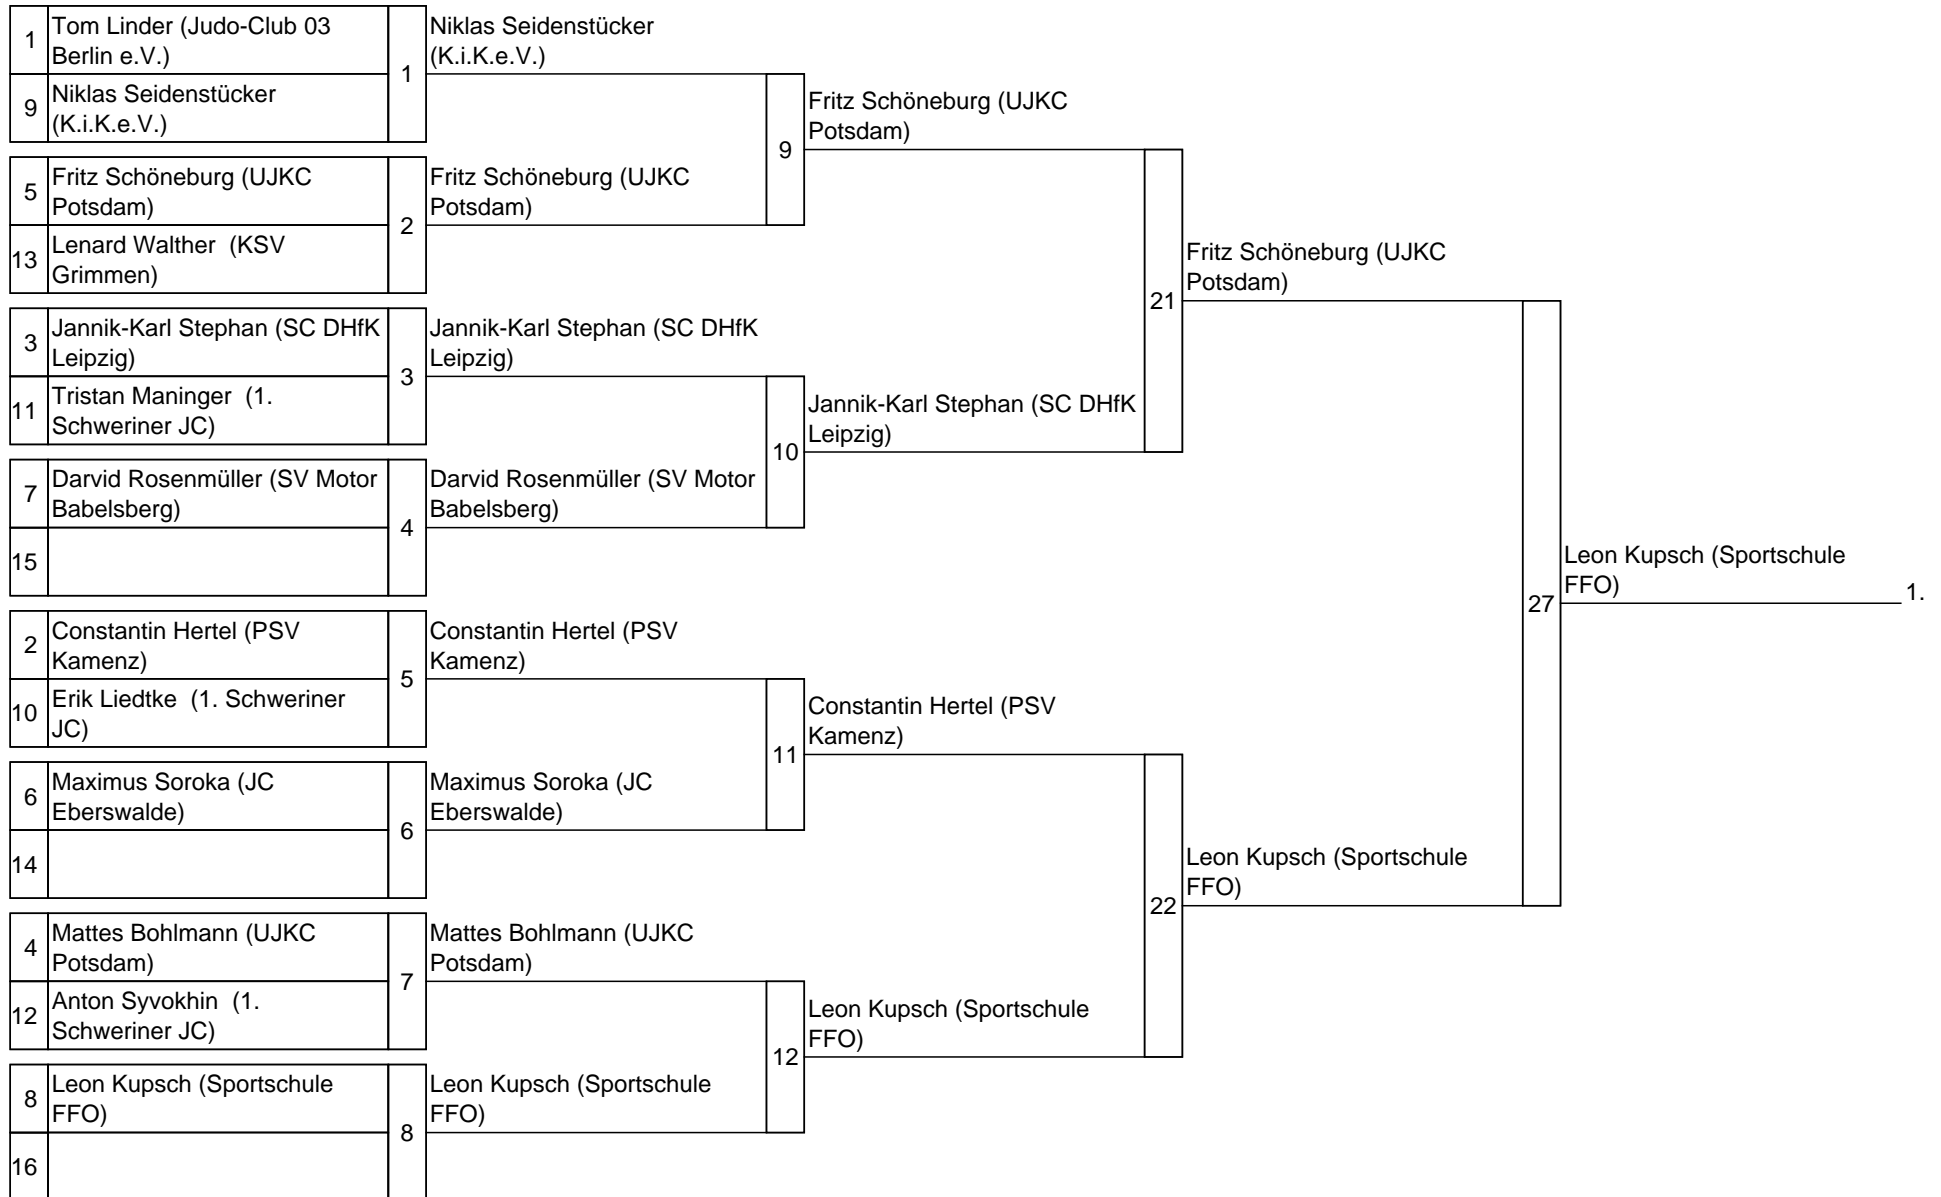 1
Tom Linder (Judo-Club 03
Berlin e.V.)
9
Niklas Seidenstücker
(K.i.K.e.V.)
1
5
Fritz Schöneburg (UJKC
Potsdam)
13
Lenard Walther  (KSV
Grimmen)
2
3
Jannik-Karl Stephan (SC DHfK
Leipzig)
11
Tristan Maninger  (1.
Schweriner JC)
3
7
Darvid Rosenmüller (SV Motor
Babelsberg)
15
4
2
Constantin Hertel (PSV
Kamenz)
10
Erik Liedtke  (1. Schweriner
JC)
5
6
Maximus Soroka (JC
Eberswalde)
14
6
4
Mattes Bohlmann (UJKC
Potsdam)
12
Anton Syvokhin  (1.
Schweriner JC)
7
8
Leon Kupsch (Sportschule
FFO)
16
8
Niklas Seidenstücker
(K.i.K.e.V.)
Fritz Schöneburg (UJKC
Potsdam)
9
Jannik-Karl Stephan (SC DHfK
Leipzig)
Darvid Rosenmüller (SV Motor
Babelsberg)
10
Constantin Hertel (PSV
Kamenz)
Maximus Soroka (JC
Eberswalde)
11
Mattes Bohlmann (UJKC
Potsdam)
Leon Kupsch (Sportschule
FFO)
12
Fritz Schöneburg (UJKC
Potsdam)
Jannik-Karl Stephan (SC DHfK
Leipzig)
21
Constantin Hertel (PSV
Kamenz)
Leon Kupsch (Sportschule
FFO)
22
Fritz Schöneburg (UJKC
Potsdam)
Leon Kupsch (Sportschule
FFO)
27
Leon Kupsch (Sportschule
FFO)
1.